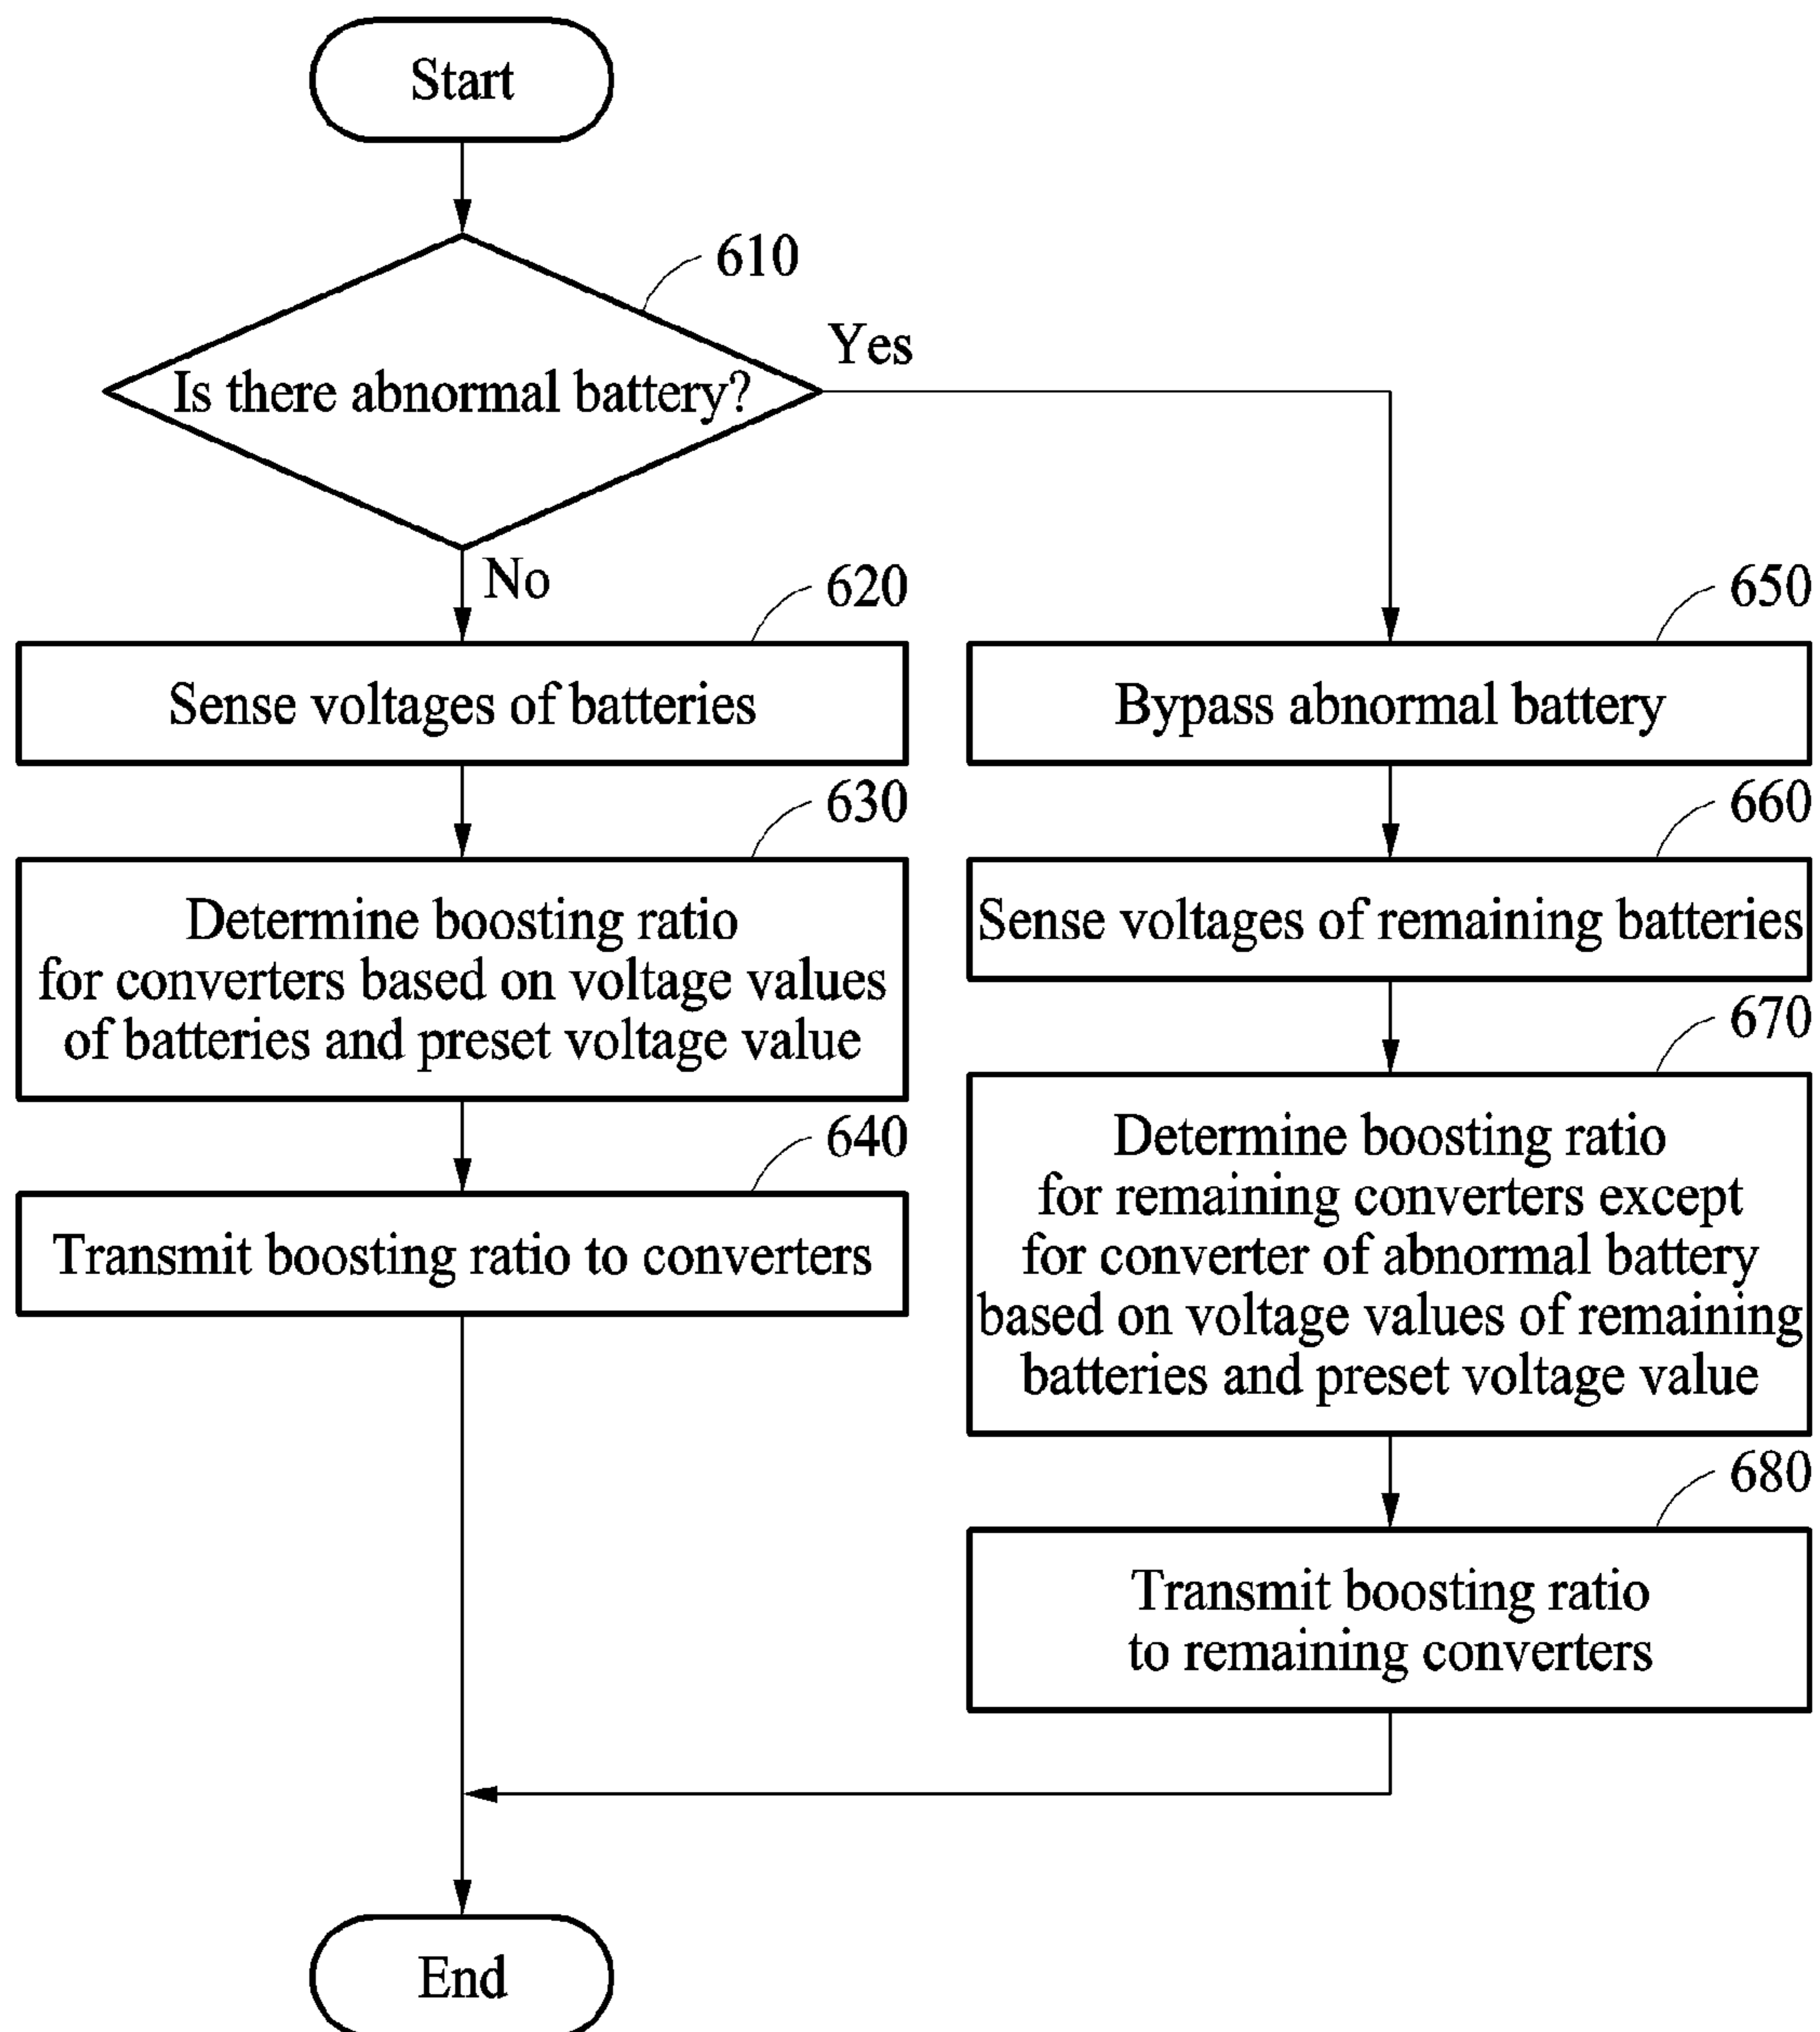 Start
610
Is there abnormal battery?
Yes
No
620
Sense voltages of batteries
630
Determine boosting ratio
for converters based on voltage values
of batteries and preset voltage value
640
Transmit boosting ratio to converters
650
Bypass abnormal battery
660
Sense voltages of remaining batteries
670
Determine boosting ratio
for remaining converters except
for converter of abnormal battery
based on voltage values of remaining
batteries and preset voltage value
680
Transmit boosting ratio
to remaining converters
End